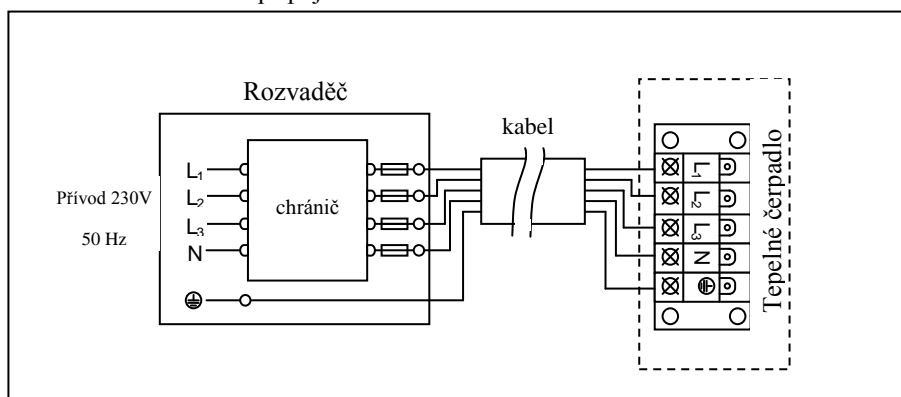 Rozvaděč
kabel
Přívod 230V
50 Hz
L1
L2
L3
N
chránič
L1
L2
L3
N
Tepelné čerpadlo